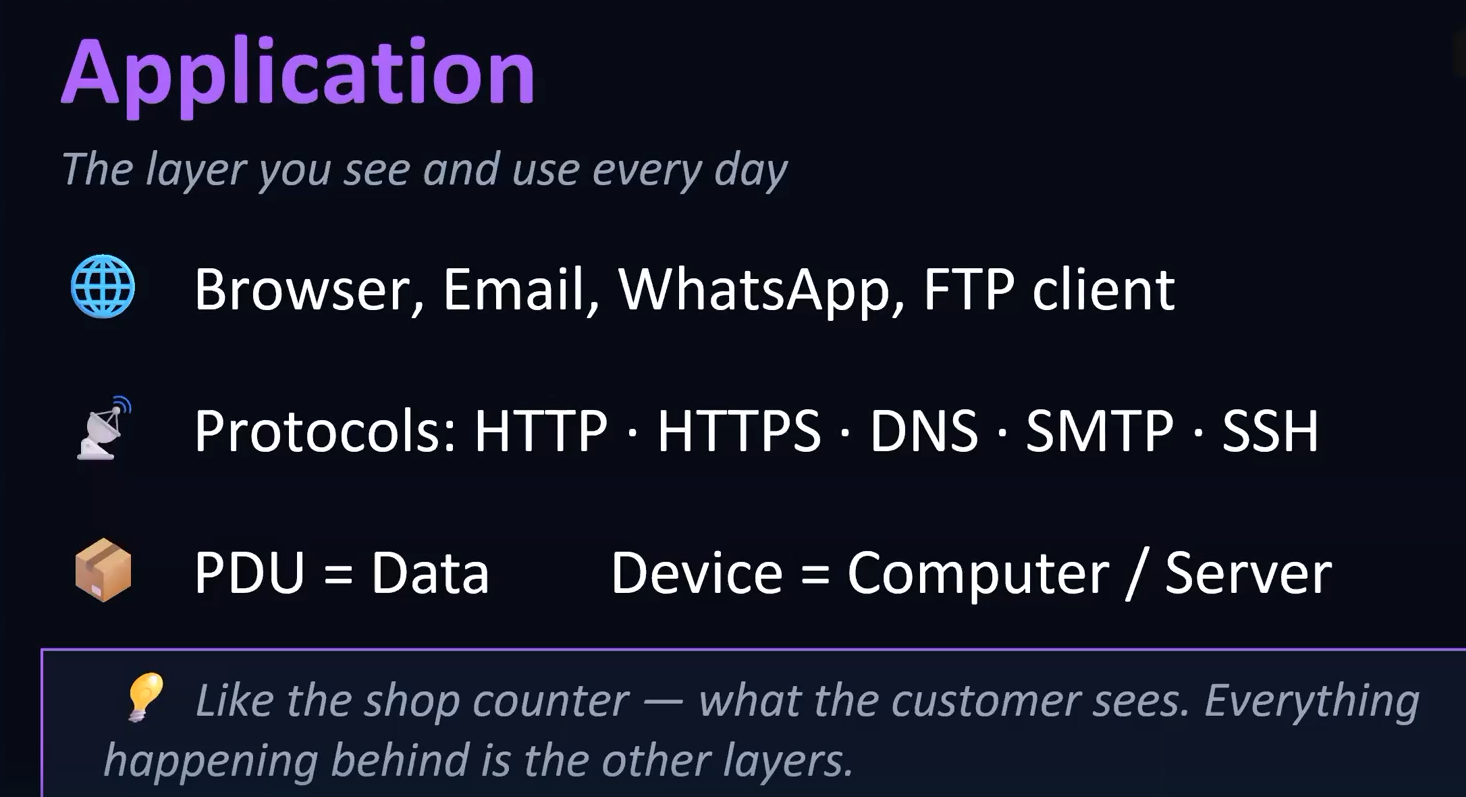 Application
The layer you see and use every day
Browser, Email, WhatsApp, FTP client
Protocols: HTTP · HTTPS · DNS · SMTP · SSH
PDU = Data Device = Computer / Server
Like the shop counter — what the customer sees. Everything
happening behind is the other layers.